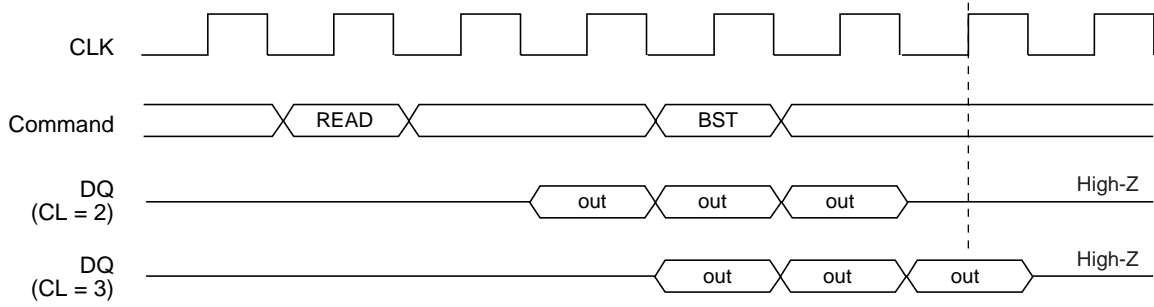 CLK
Command
READ
BST
DQ
(CL = 2)
out
out
out
High-Z
DQ
(CL = 3)
out
out
out
High-Z